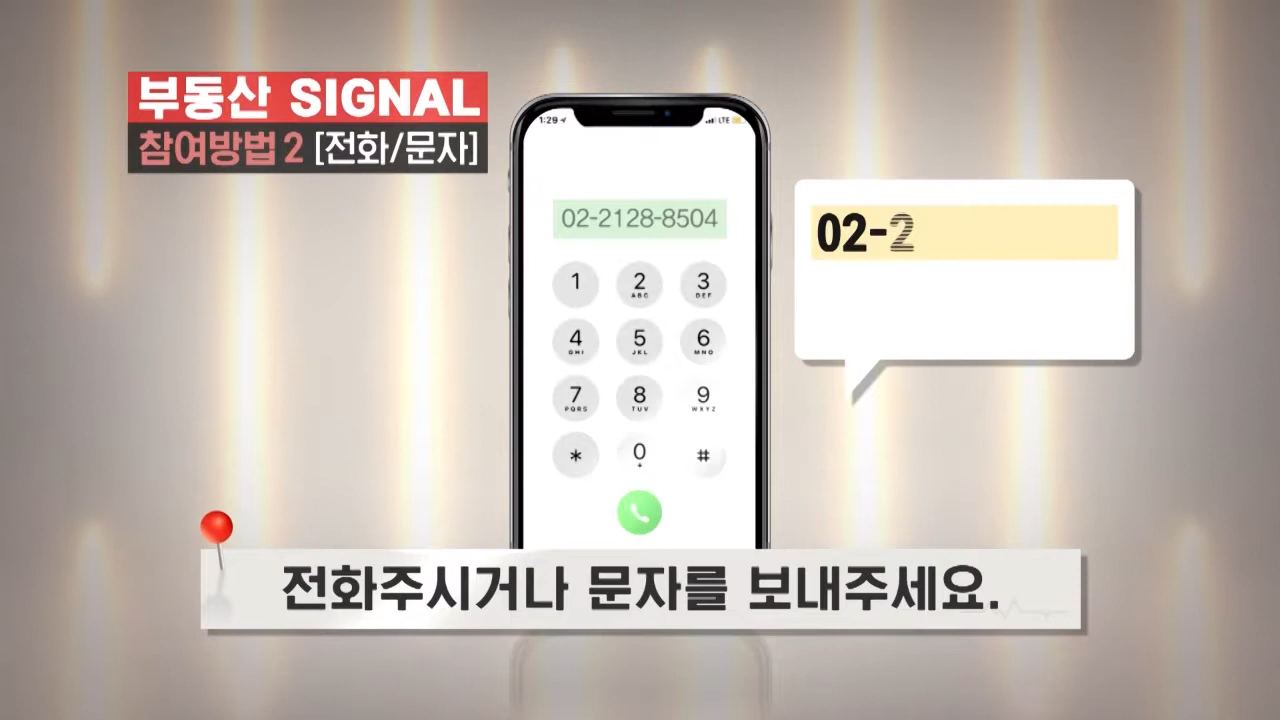 부동산 SIGNAL
참여방법 2 [전화/문자]
1:29
LTE
02-2128-8504
1
2
ABC
3
DEF
4
GHI
5
JKL
6
MNO
7
PQRS
8
TUV
9
WXYZ
*
0
+
#
02-2
전화주시거나 문자를 보내주세요.